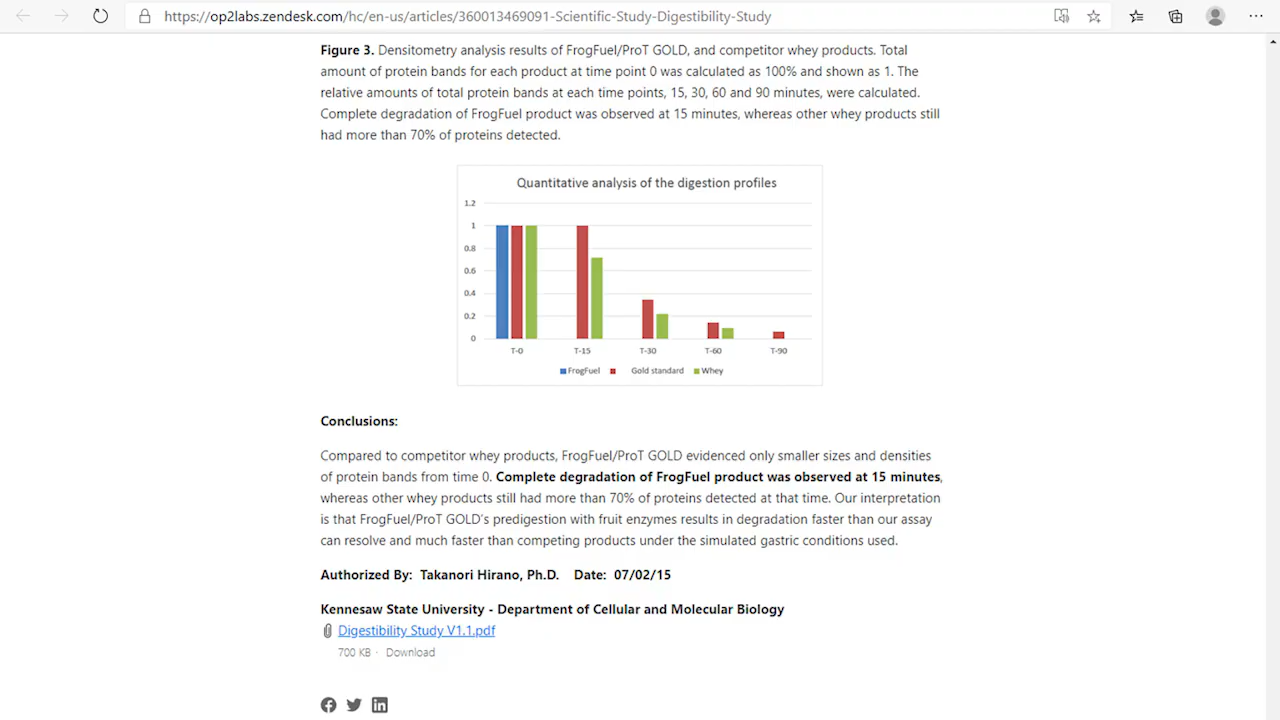 https://op2labs.zendesk.com/hc/en-us/articles/360013469091-Scientific-Study-Digestibility-Study
Figure 3. Densitometry analysis results of FrogFuel/ProT GOLD, and competitor whey products. Total
amount of protein bands for each product at time point 0 was calculated as 100% and shown as 1. The
relative amounts of total protein bands at each time points, 15, 30, 60 and 90 minutes, were calculated.
Complete degradation of FrogFuel product was observed at 15 minutes, whereas other whey products still
had more than 70% of proteins detected.
Quantitative analysis of the digestion profiles
1.2
1
0.8
0.6
0.4
0.2
0
T-0 T-15 T-30 T-60 T-90
FrogFuel Gold standard Whey
Conclusions:
Compared to competitor whey products, FrogFuel/ProT GOLD evidenced only smaller sizes and densities
of protein bands from time 0. Complete degradation of FrogFuel product was observed at 15 minutes,
whereas other whey products still had more than 70% of proteins detected at that time. Our interpretation
is that FrogFuel/ProT GOLD's predigestion with fruit enzymes results in degradation faster than our assay
can resolve and much faster than competing products under the simulated gastric conditions used.
Authorized By: Takanori Hirano, Ph.D. Date: 07/02/15
Kennesaw State University - Department of Cellular and Molecular Biology
Digestibility Study V1.1.pdf
700 KB · Download